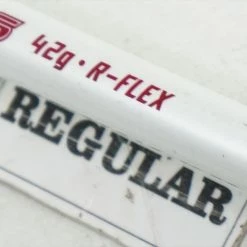 42g · R-FLEX
REGULAR